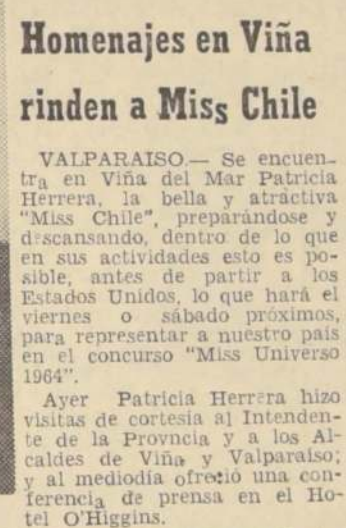 Homenajes en Viña
rinden a Miss Chile
VALPARAISO.— Se encuen-
tra en Viña del Mar Patricia
Herrera, la bella y atractiva
"Miss Chile", preparándose y
descansando, dentro de lo que
en sus actividades esto es po-
sible, antes de partir a los
Estados Unidos, lo que hará el
viernes o sábado próximos,
para representar a nuestro país
en el concurso "Miss Universo
1964".
Ayer Patricia Herrera hizo
visitas de cortesía al Intenden-
te de la Provncia y a los Al-
caldes de Viña y Valparaíso;
y al mediodía ofreció una con-
ferencia de prensa en el Ho-
tel O'Higgins.